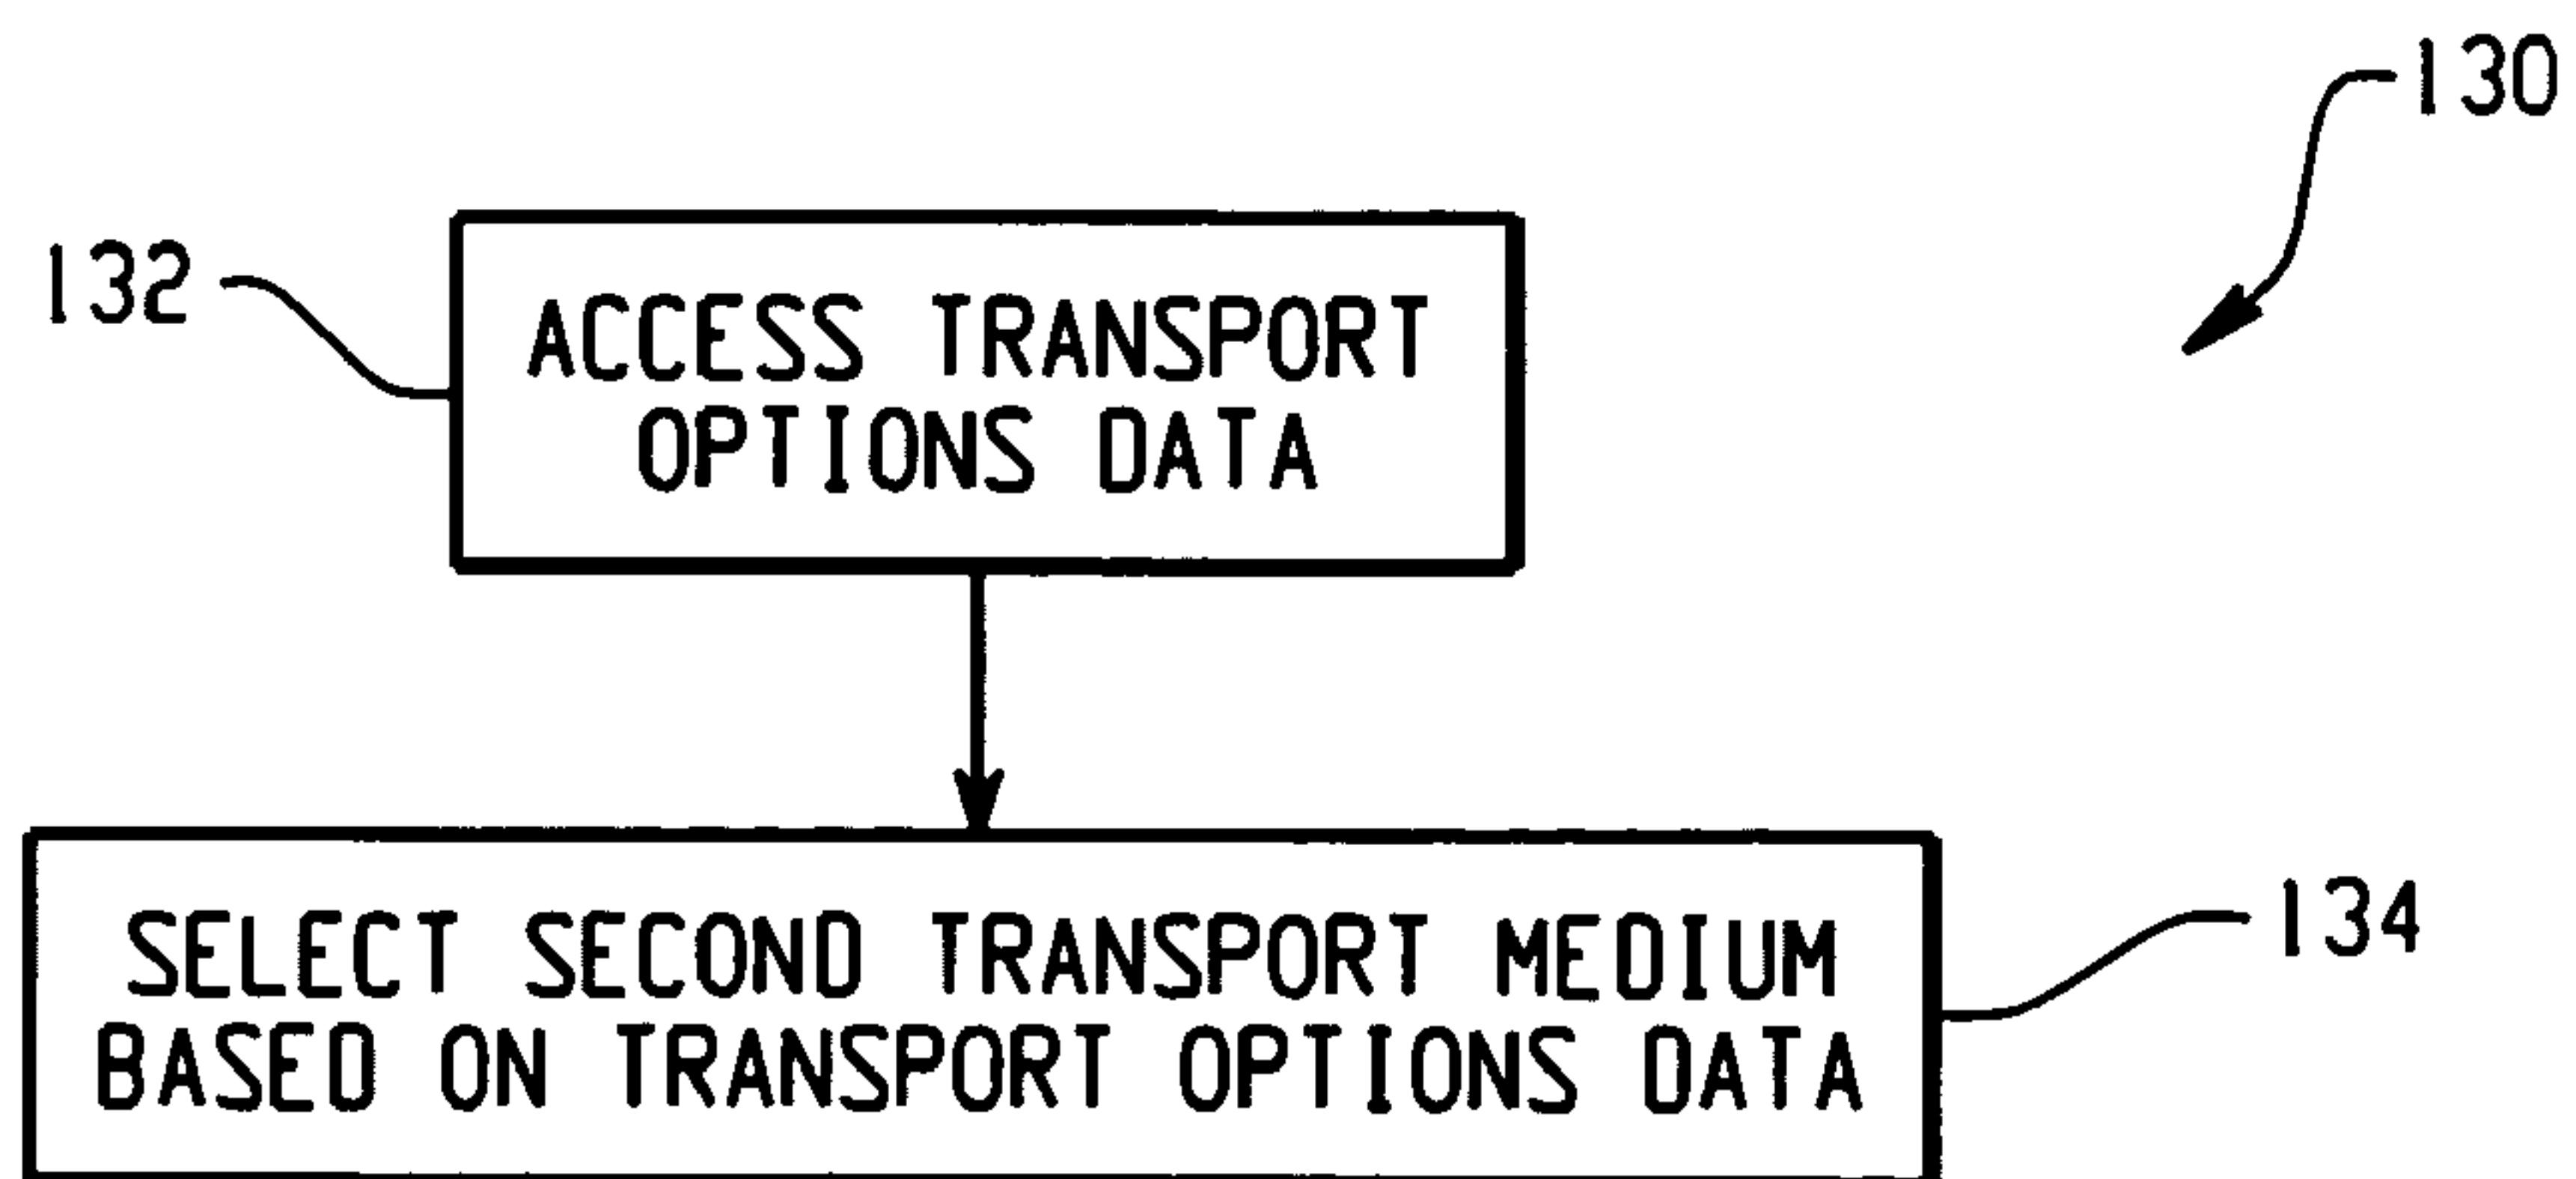 130
132
ACCESS TRANSPORT
OPTIONS DATA
SELECT SECOND TRANSPORT MEDIUM
BASED ON TRANSPORT OPTIONS DATA
134